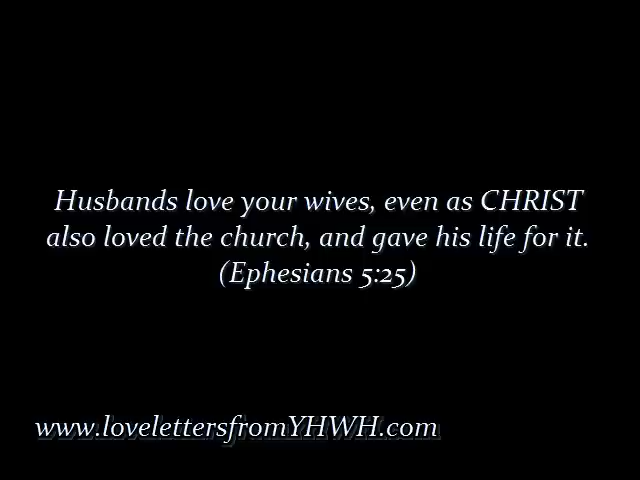 Husbands love your wives, even as CHRIST
also loved the church, and gave his life for it.
(Ephesians 5:25)
www.lovelettersfromYHWH.com